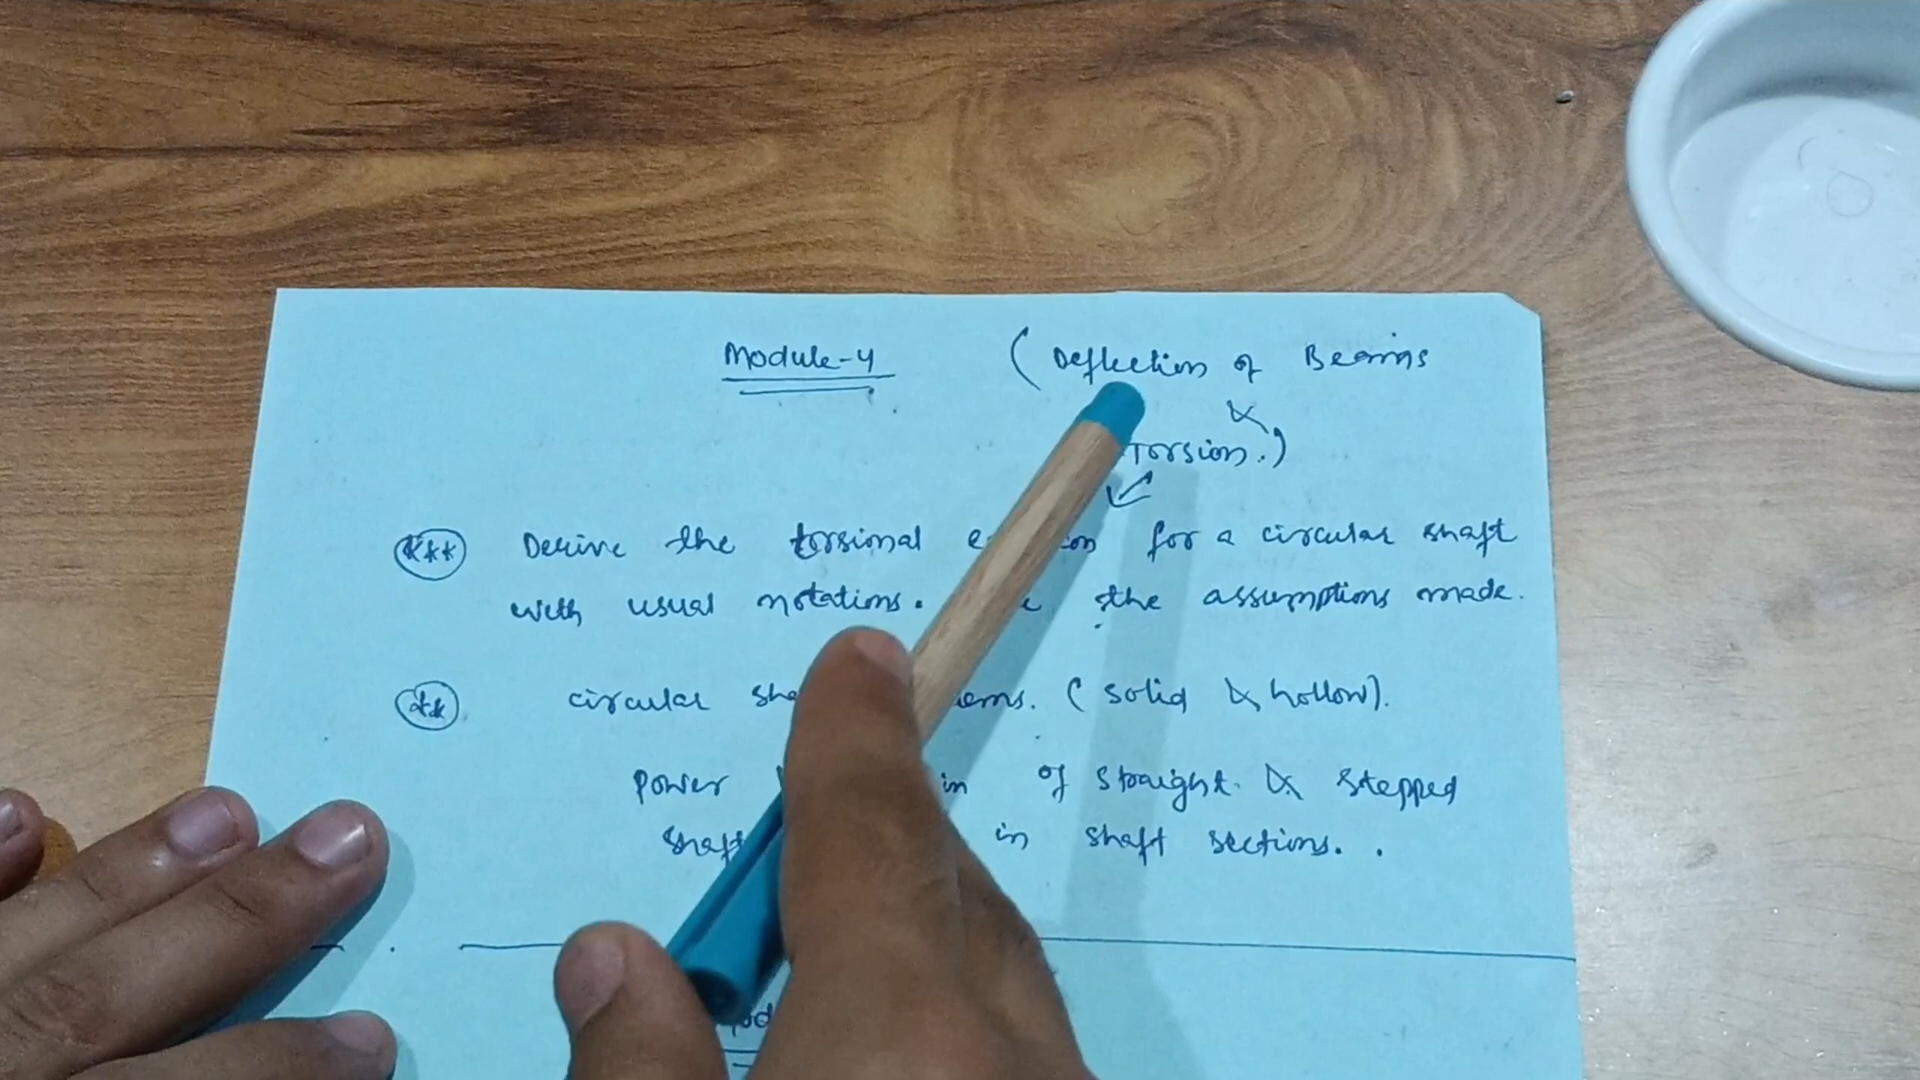 Module-4 (Deflection of Beams
&
Torsion.)
*** Derive the torsional for a circular shaft
with usual notations. the assumptions made.
** circular (solid & hollow).
Power of straight & stepped
shaft in shaft sections.